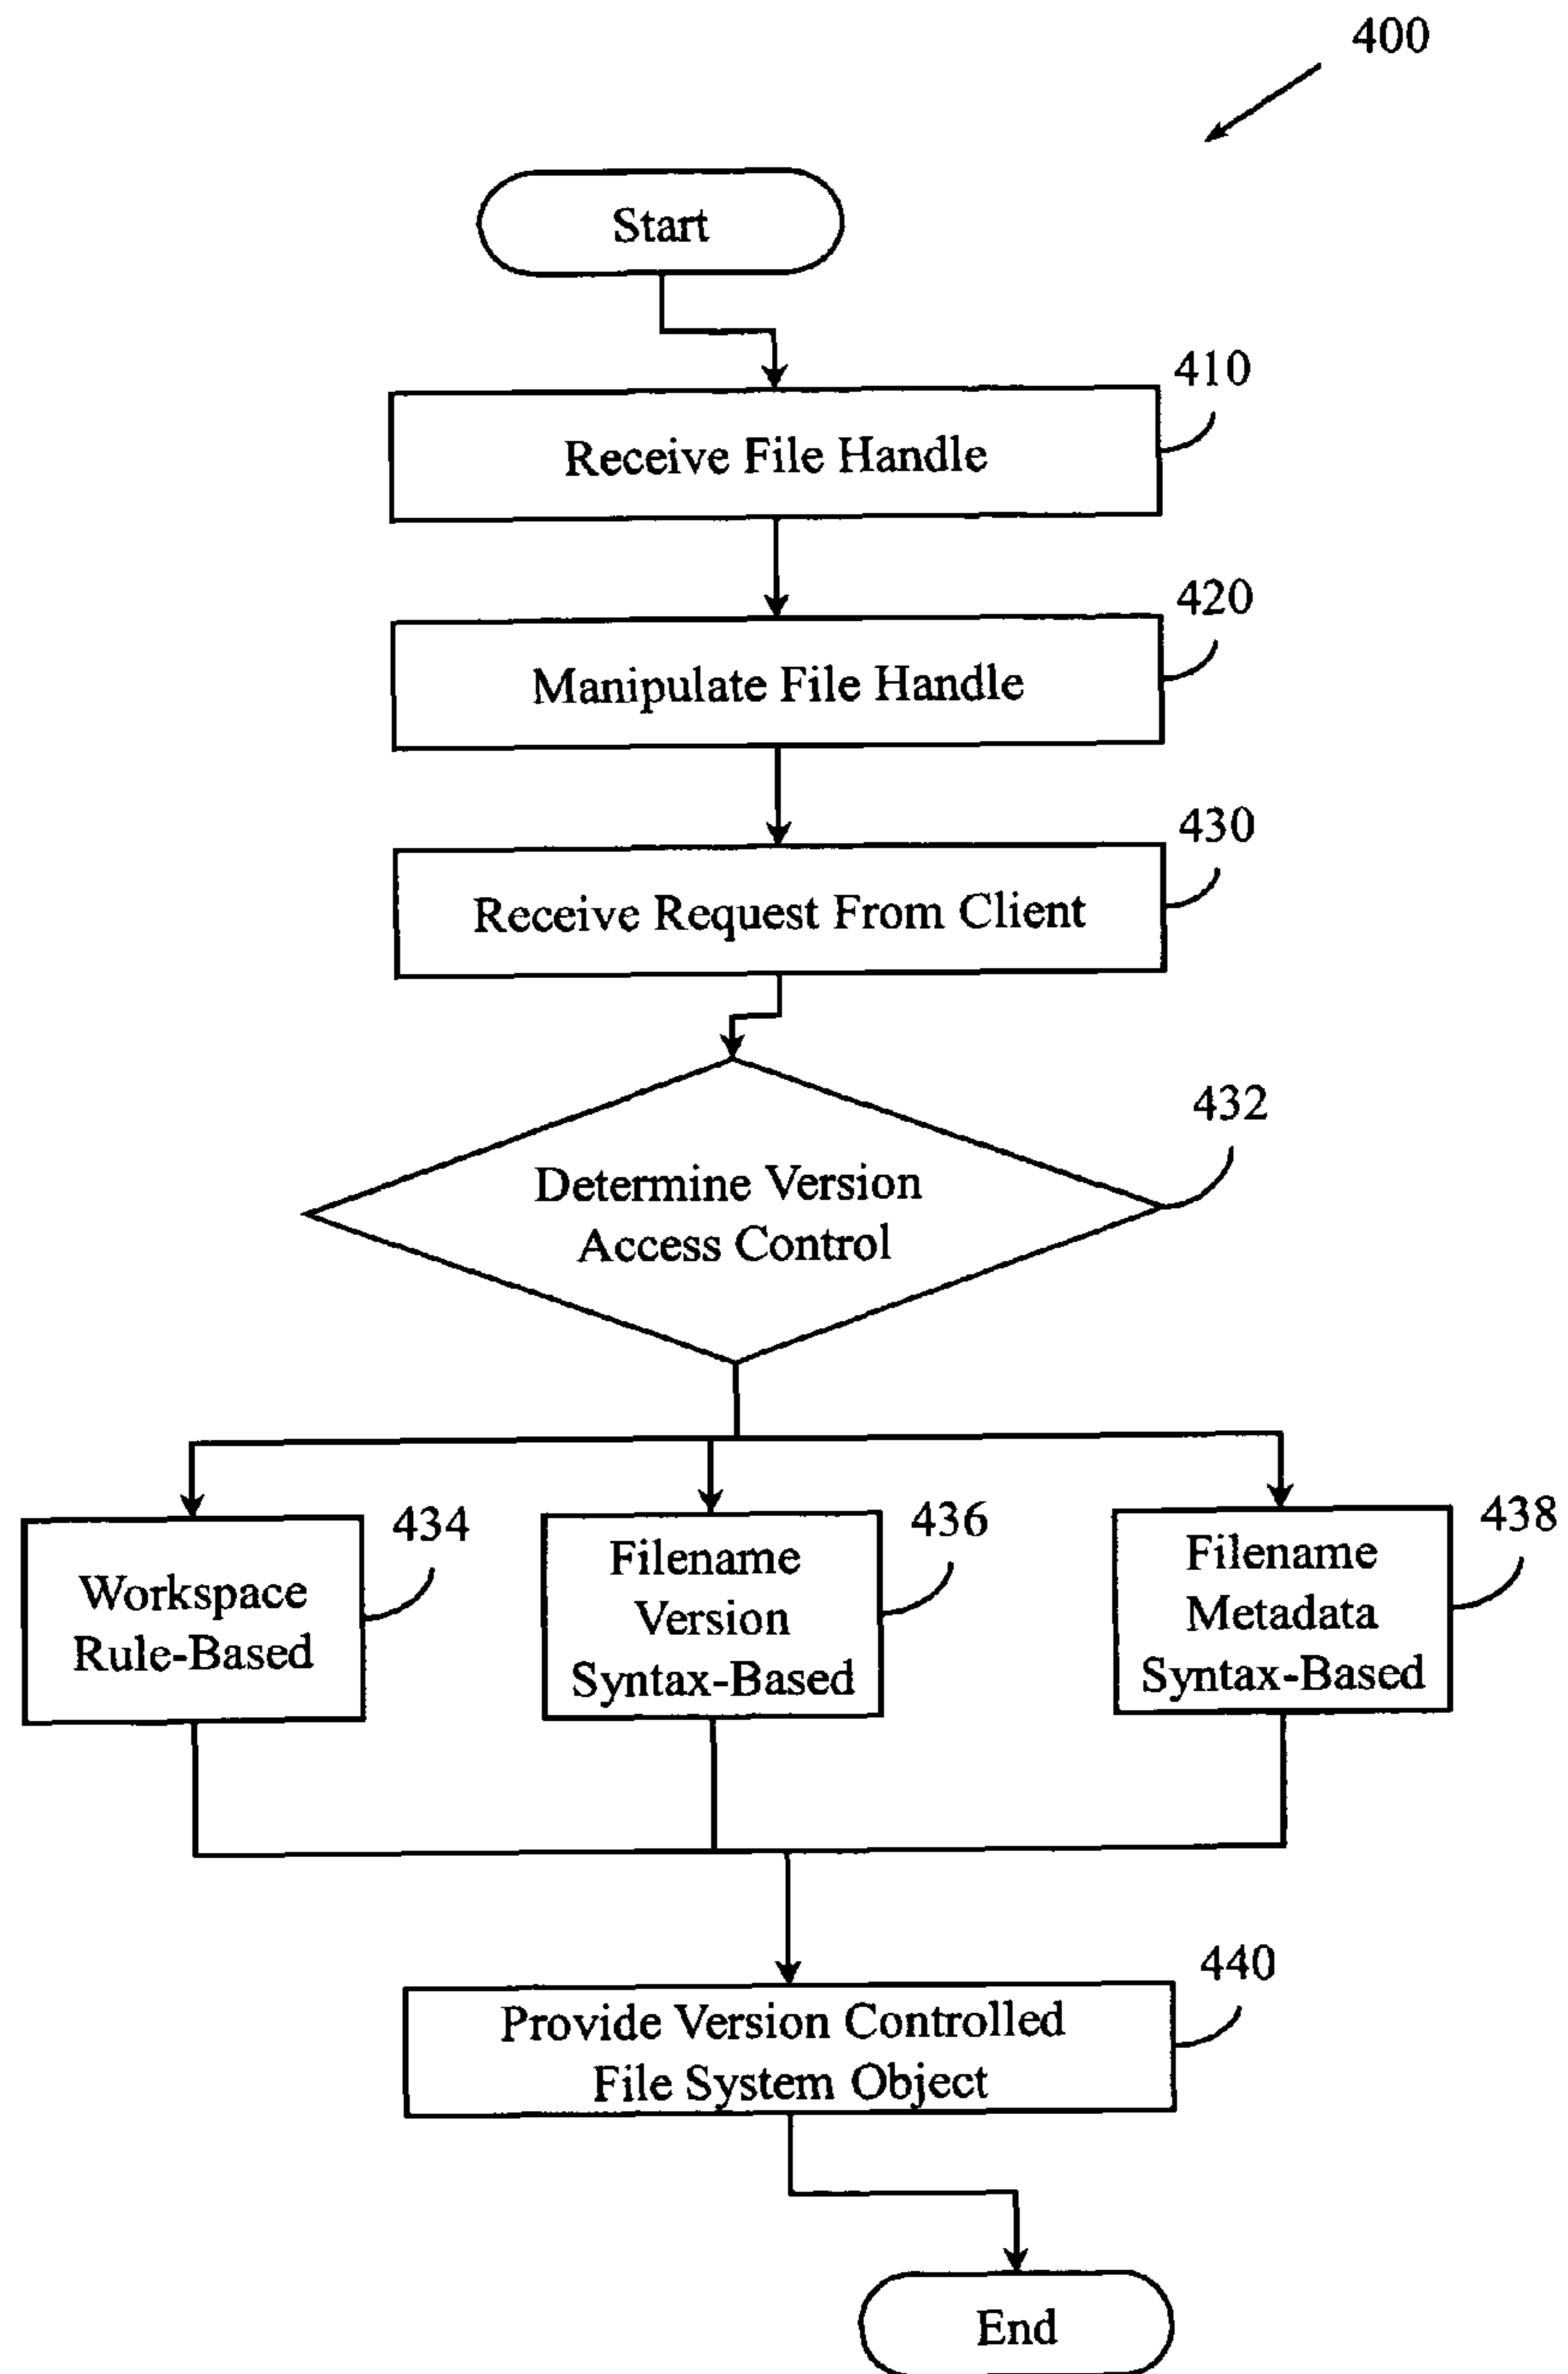 400
Start
410
Receive File Handle
420
Manipulate File Handle
430
Receive Request From Client
432
Determine Version
Access Control
434
Workspace
Rule-Based
436
Filename
Version
Syntax-Based
438
Filename
Metadata
Syntax-Based
440
Provide Version Controlled
File System Object
End